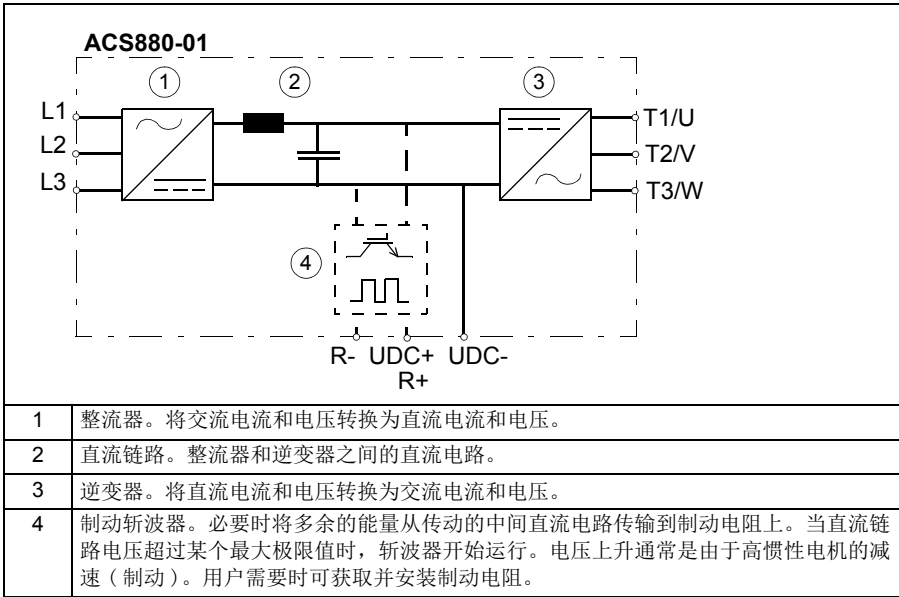 ACS880-01
1 2 3
L1 T1/U
L2 T2/V
L3 T3/W
4
R- UDC+ UDC-
R+
1 整流器。将交流电流和电压转换为直流电流和电压。
2 直流链路。整流器和逆变器之间的直流电路。
3 逆变器。将直流电流和电压转换为交流电流和电压。
4 制动斩波器。必要时将多余的能量从传动的中间直流电路传输到制动电阻上。当直流链
路电压超过某个最大极限值时，斩波器开始运行。电压上升通常是由于高惯性电机的减
速 ( 制动 )。用户需要时可获取并安装制动电阻。